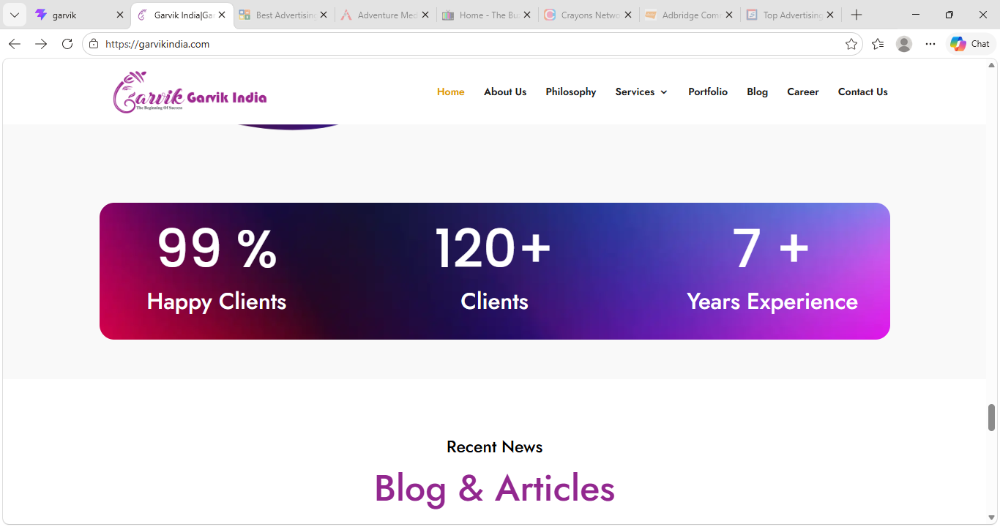 garvik
Garvik India|Ga
Best Advertising
Adventure Med
Home - The Bu
Crayons Netwo
Adbridge Com
Top Advertising
https://garvikindia.com
Chat
Garvik
The Beginning Of Success
Garvik India
Home
About Us
Philosophy
Services
Portfolio
Blog
Career
Contact Us
99 %
120+
7 +
Happy Clients
Clients
Years Experience
Recent News
Blog & Articles